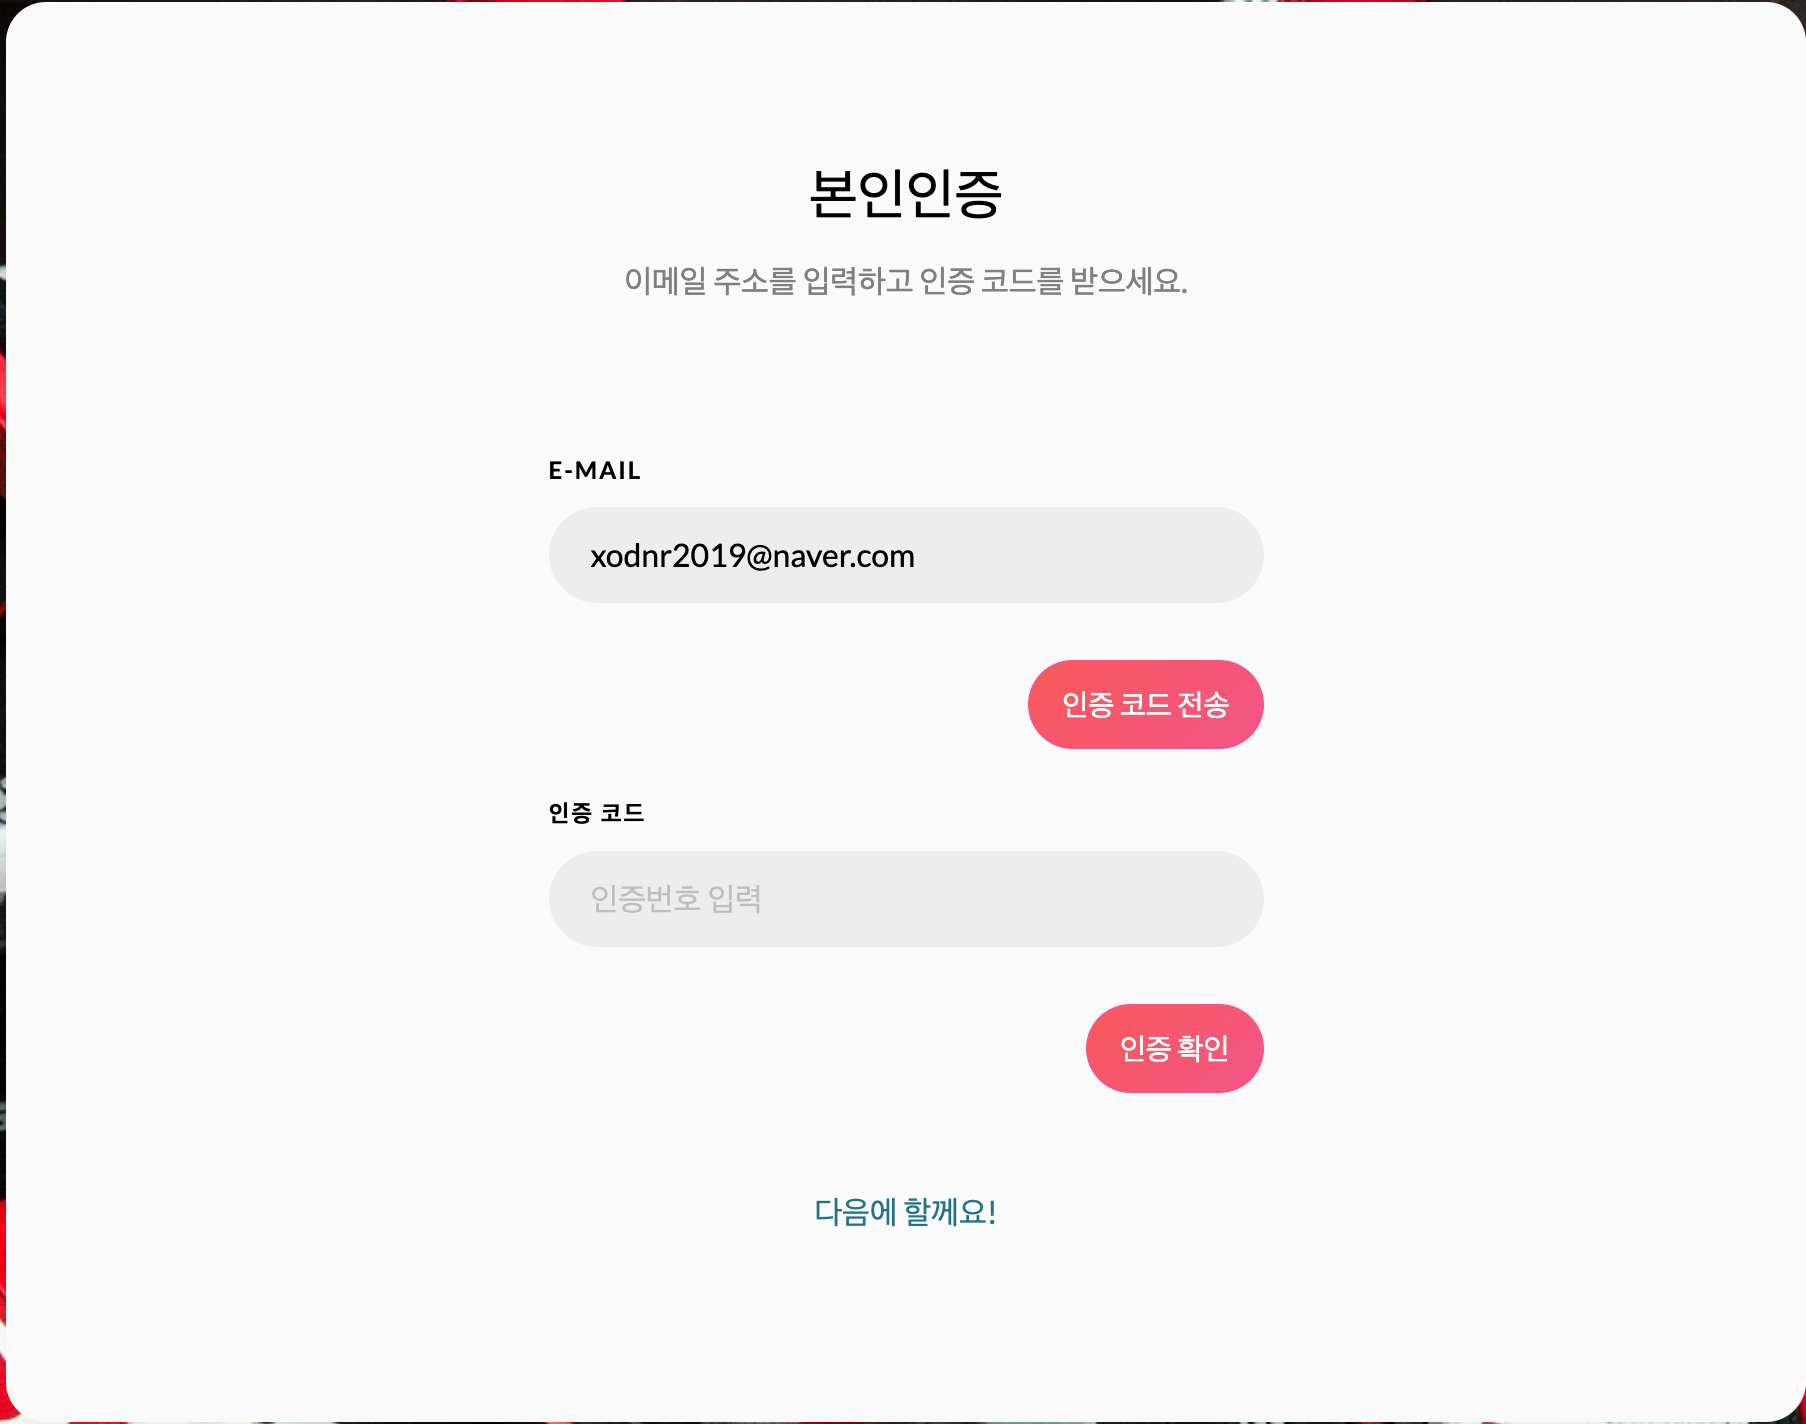 본인인증
이메일 주소를 입력하고 인증 코드를 받으세요.
E-MAIL
xodnr2019@naver.com
인증 코드 전송
인증 코드
인증번호 입력
인증 확인
다음에 할께요!